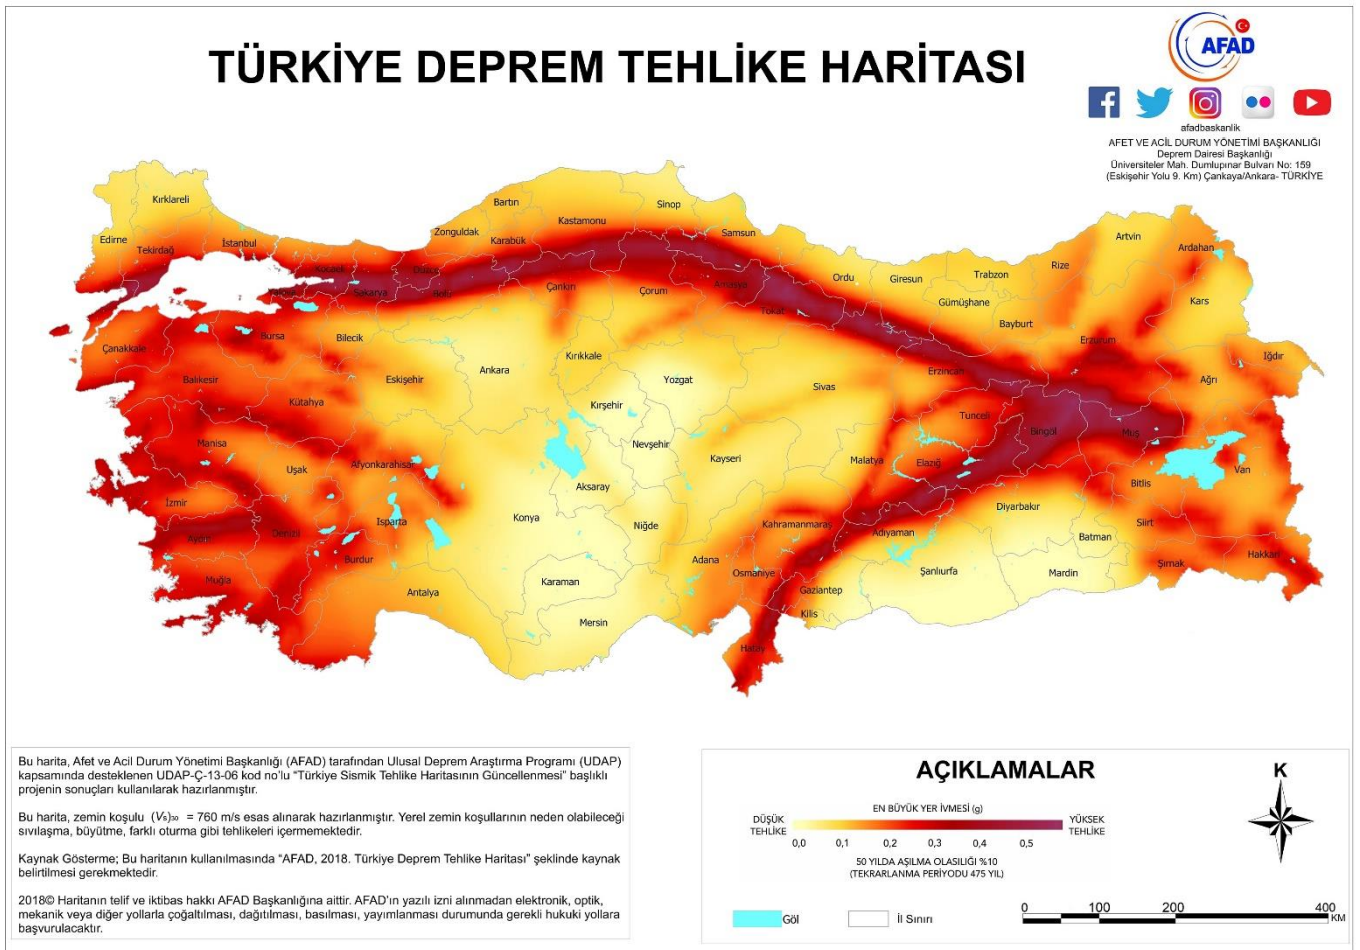 TÜRKİYE DEPREM TEHLİKE HARİTASI
AFAD
afadbaskanlik
AFET VE ACİL DURUM YÖNETİMİ BAŞKANLIĞI
Deprem Dairesi Başkanlığı
Üniversiteler Mah. Dumlupınar Bulvarı No: 159
(Eskişehir Yolu 9. Km) Çankaya/Ankara- TÜRKİYE
Kırklareli
Edirne
Tekirdağ
İstanbul
Kocaeli
Yalova
Sakarya
Düzce
Bolu
Zonguldak
Bartın
Karabük
Kastamonu
Sinop
Samsun
Çankırı
Çorum
Amasya
Tokat
Ordu
Giresun
Trabzon
Gümüşhane
Bayburt
Rize
Artvin
Ardahan
Kars
Iğdır
Erzurum
Ağrı
Çanakkale
Bursa
Bilecik
Balıkesir
Kütahya
Eskişehir
Ankara
Kırıkkale
Yozgat
Kırşehir
Sivas
Erzincan
Tunceli
Bingöl
Muş
Manisa
Uşak
Afyonkarahisar
Nevşehir
Kayseri
Malatya
Elazığ
Bitlis
Van
İzmir
Aydın
Denizli
Isparta
Burdur
Konya
Aksaray
Niğde
Kahramanmaraş
Adıyaman
Diyarbakır
Batman
Siirt
Şırnak
Hakkari
Muğla
Antalya
Karaman
Mersin
Adana
Osmaniye
Gaziantep
Kilis
Şanlıurfa
Mardin
Hatay
Bu harita, Afet ve Acil Durum Yönetimi Başkanlığı (AFAD) tarafından Ulusal Deprem Araştırma Programı (UDAP)
kapsamında desteklenen UDAP-Ç-13-06 kod no'lu “Türkiye Sismik Tehlike Haritasının Güncellenmesi” başlıklı
projenin sonuçları kullanılarak hazırlanmıştır.
Bu harita, zemin koşulu (Vs)30 = 760 m/s esas alınarak hazırlanmıştır. Yerel zemin koşullarının neden olabileceği
sıvılaşma, büyütme, farklı oturma gibi tehlikeleri içermemektedir.
Kaynak Gösterme; Bu haritanın kullanılmasında “AFAD, 2018. Türkiye Deprem Tehlike Haritası” şeklinde kaynak
belirtilmesi gerekmektedir.
2018© Haritanın telif ve iktibas hakkı AFAD Başkanlığına aittir. AFAD'ın yazılı izni alınmadan elektronik, optik,
mekanik veya diğer yollarla çoğaltılması, dağıtılması, basılması, yayımlanması durumunda gerekli hukuki yollara
başvurulacaktır.
AÇIKLAMALAR
EN BÜYÜK YER İVMESİ (g)
DÜŞÜK
TEHLİKE
YÜKSEK
TEHLİKE
0,0 0,1 0,2 0,3 0,4 0,5
50 YILDA AŞILMA OLASILIĞI %10
(TEKRARLANMA PERİYODU 475 YIL)
Göl
İl Sınırı
K
0 100 200 400
KM